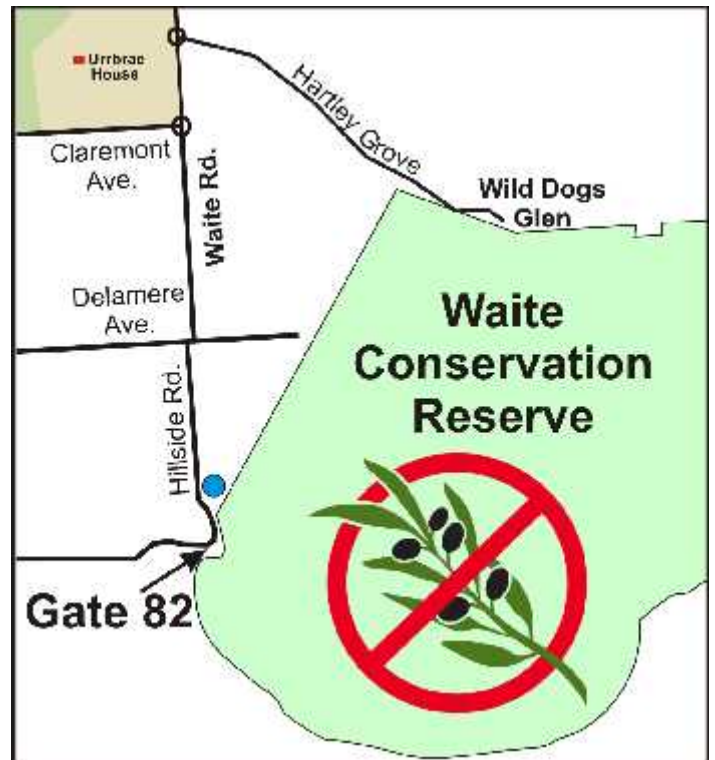 Urrbrae
House
Claremont
Ave.
Waite Rd.
Hartley Grove
Wild Dogs
Glen
Delamere
Ave.
Waite
Conservation
Reserve
Hillside Rd.
Gate 82